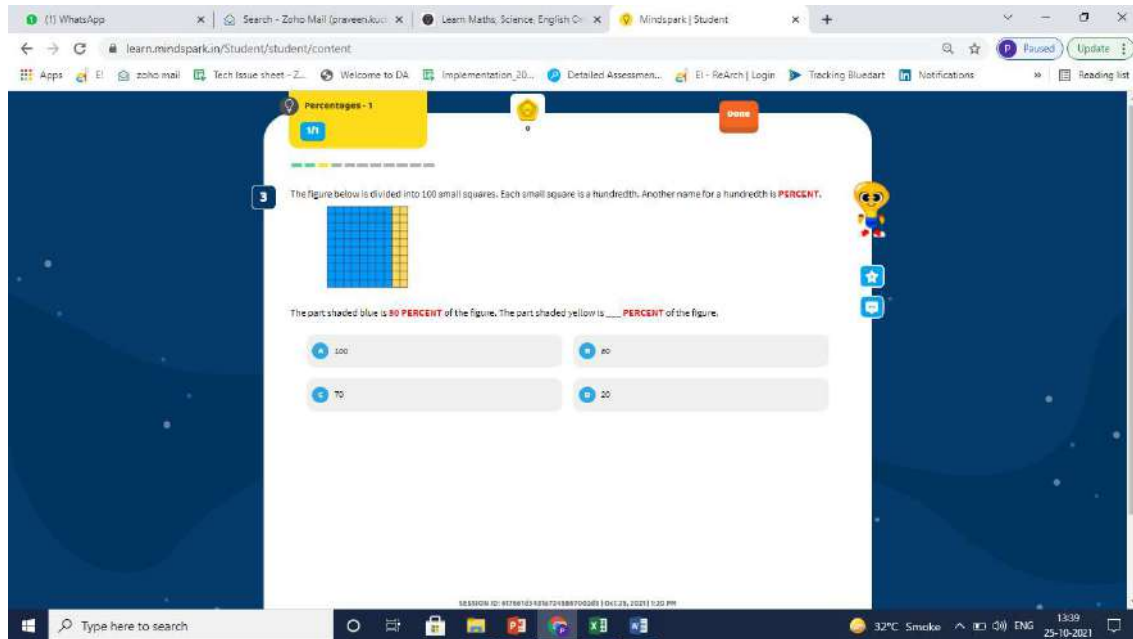 (1) WhatsApp
Search - Zoho Mail (praveen.kuc
Learn Maths, Science, English On
Mindspark | Student
learn.mindspark.in/Student/student/content
Paused
Update
Apps
EI
zoho mail
Tech Issue sheet - Z...
Welcome to DA
Implementation_20...
Detailed Assessmen...
EI - ReArch | Login
Tracking Bluedart
Notifications
Reading list
Percentages - 1
1/1
0
Done
3
The figure below is divided into 100 small squares. Each small square is a hundredth. Another name for a hundredth is PERCENT.
The part shaded blue is 80 PERCENT of the figure. The part shaded yellow is ___ PERCENT of the figure.
A 100
B 80
C 70
D 20
Type here to search
32°C Smoke
ENG
13:39
25-10-2021